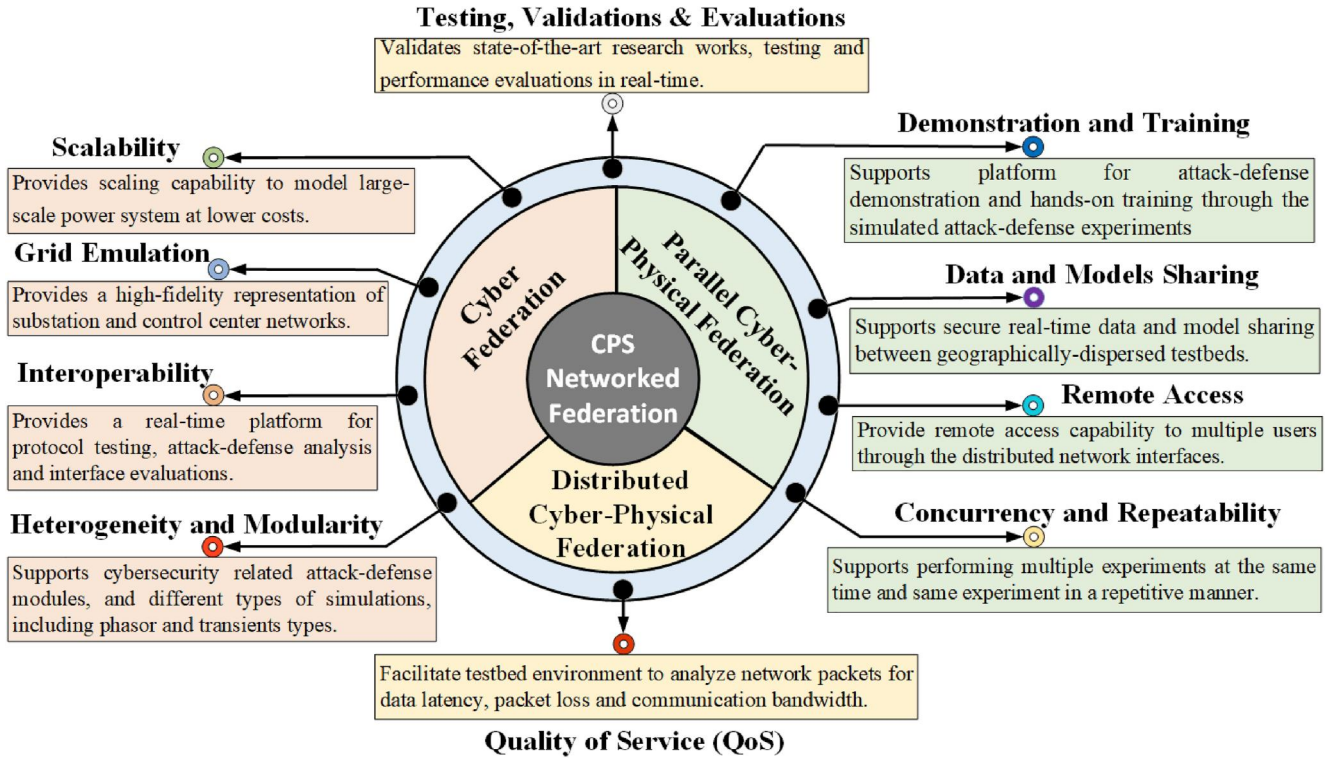 Testing, Validations & Evaluations
Validates state-of-the-art research works, testing and
performance evaluations in real-time.
Scalability
Provides scaling capability to model large-
scale power system at lower costs.
Grid Emulation
Provides a high-fidelity representation of
substation and control center networks.
Interoperability
Provides a real-time platform for
protocol testing, attack-defense analysis
and interface evaluations.
Heterogeneity and Modularity
Supports cybersecurity related attack-defense
modules, and different types of simulations,
including phasor and transients types.
Cyber
Federation
Parallel Cyber-
Physical Federation
CPS
Networked
Federation
Distributed
Cyber-Physical
Federation
Demonstration and Training
Supports platform for attack-defense
demonstration and hands-on training through the
simulated attack-defense experiments
Data and Models Sharing
Supports secure real-time data and model sharing
between geographically-dispersed testbeds.
Remote Access
Provide remote access capability to multiple users
through the distributed network interfaces.
Concurrency and Repeatability
Supports performing multiple experiments at the same
time and same experiment in a repetitive manner.
Facilitate testbed environment to analyze network packets for
data latency, packet loss and communication bandwidth.
Quality of Service (QoS)